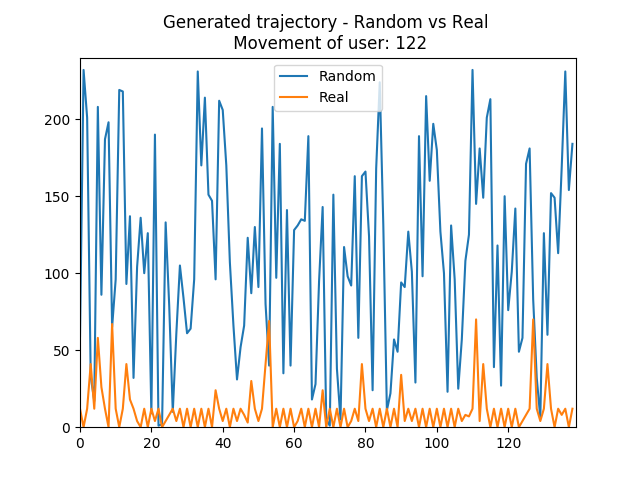 Generated trajectory - Random vs Real
Movement of user: 122
Random
Real
200
150
100
50
0
0 20 40 60 80 100 120